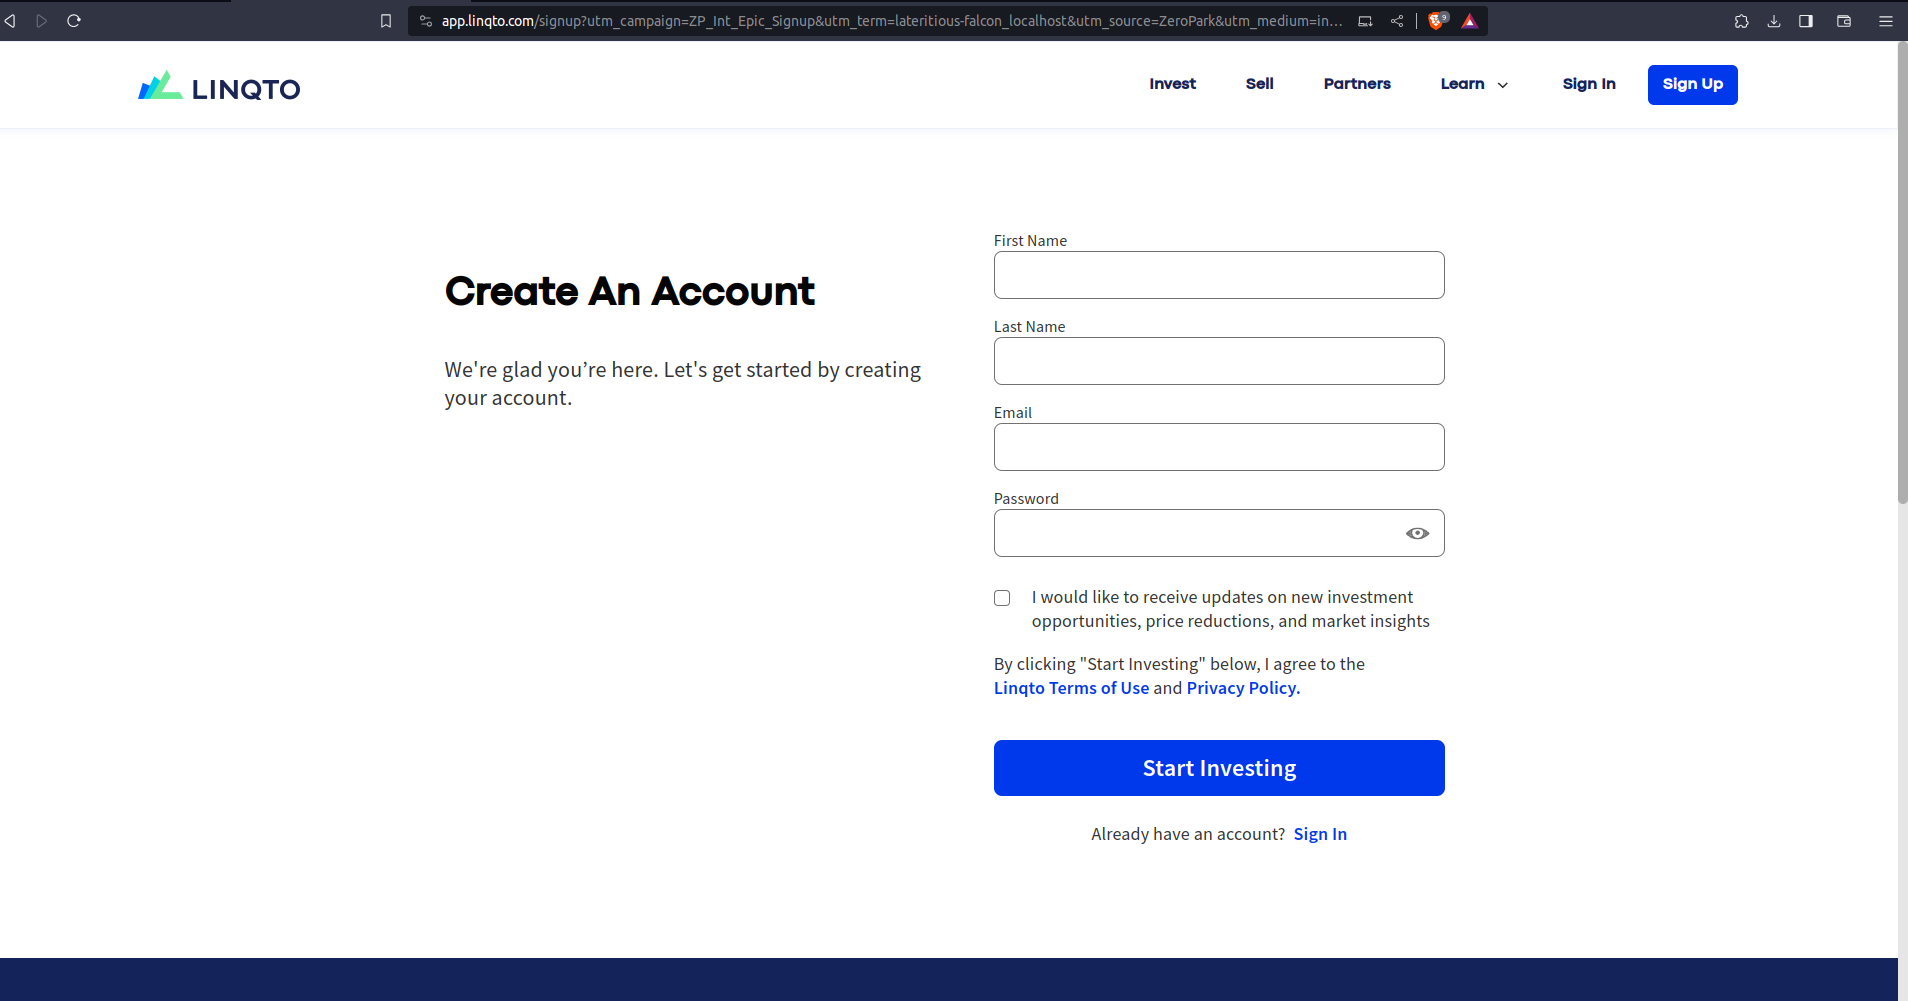 app.linqto.com/signup?utm_campaign=ZP_Int_Epic_Signup&utm_term=lateritious-falcon_localhost&utm_source=ZeroPark&utm_medium=in...
9
LINQTO
Invest
Sell
Partners
Learn
Sign In
Sign Up
Create An Account
We're glad you’re here. Let's get started by creating
your account.
First Name
Last Name
Email
Password
I would like to receive updates on new investment
opportunities, price reductions, and market insights
By clicking "Start Investing" below, I agree to the
Linqto Terms of Use and Privacy Policy.
Start Investing
Already have an account? Sign In